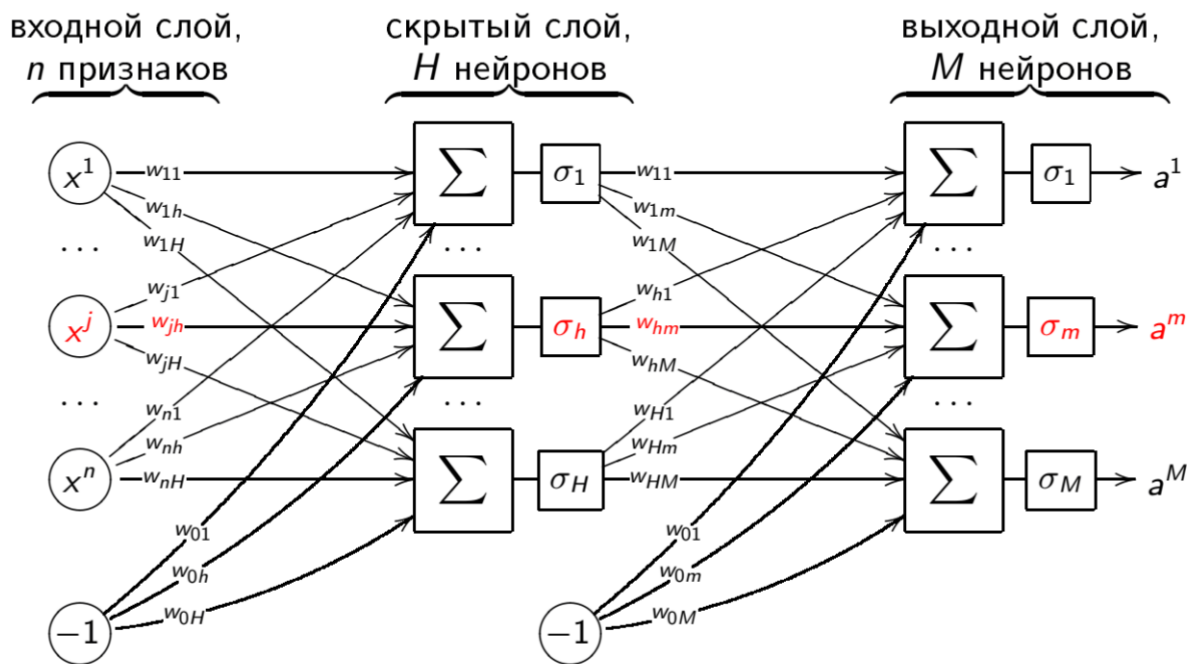 входной слой,
n признаков
скрытый слой,
H нейронов
выходной слой,
M нейронов
x¹ w₁₁ ∑ σ₁ w₁₁ ∑ σ₁ a¹
w₁ₕ w₁ₘ
··· w₁H ··· w₁M ···
wⱼ₁ wₕ₁
xʲ wⱼₕ ∑ σₕ wₕₘ ∑ σₘ aᵐ
wⱼH wₕM
··· wₙ₁ ··· wH₁ ···
wₙₕ wHₘ
xⁿ wₙH ∑ σH wHM ∑ σM aᴹ
w₀₁ w₀₁
w₀ₕ w₀ₘ
w₀H w₀M
−1 −1